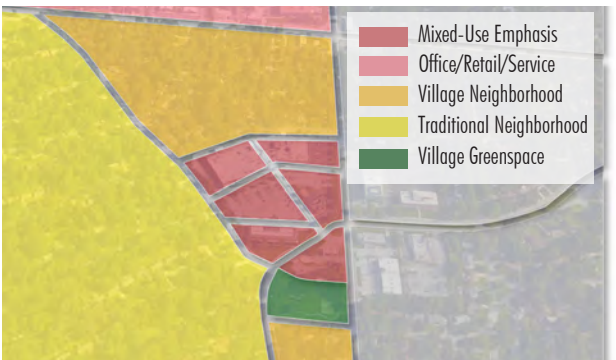 Mixed-Use Emphasis
Office/Retail/Service
Village Neighborhood
Traditional Neighborhood
Village Greenspace